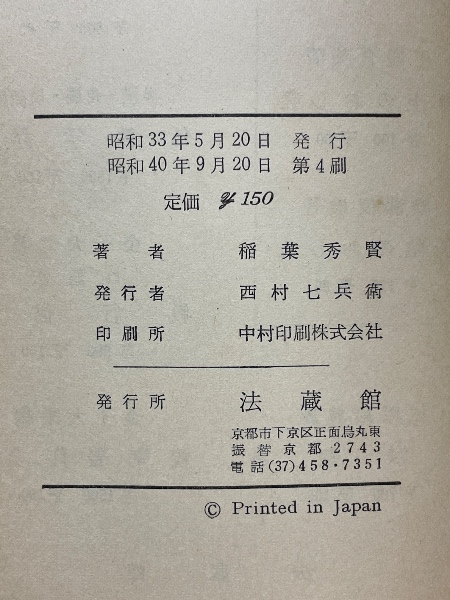 昭和33年5月20日 発行
昭和40年9月20日 第4刷
定価 ¥150
著者 稲葉秀賢
発行者 西村七兵衛
印刷所 中村印刷株式会社
発行所 法蔵館
京都市下京区正面烏丸東
振替京都2743
電話(37)458・7351
© Printed in Japan